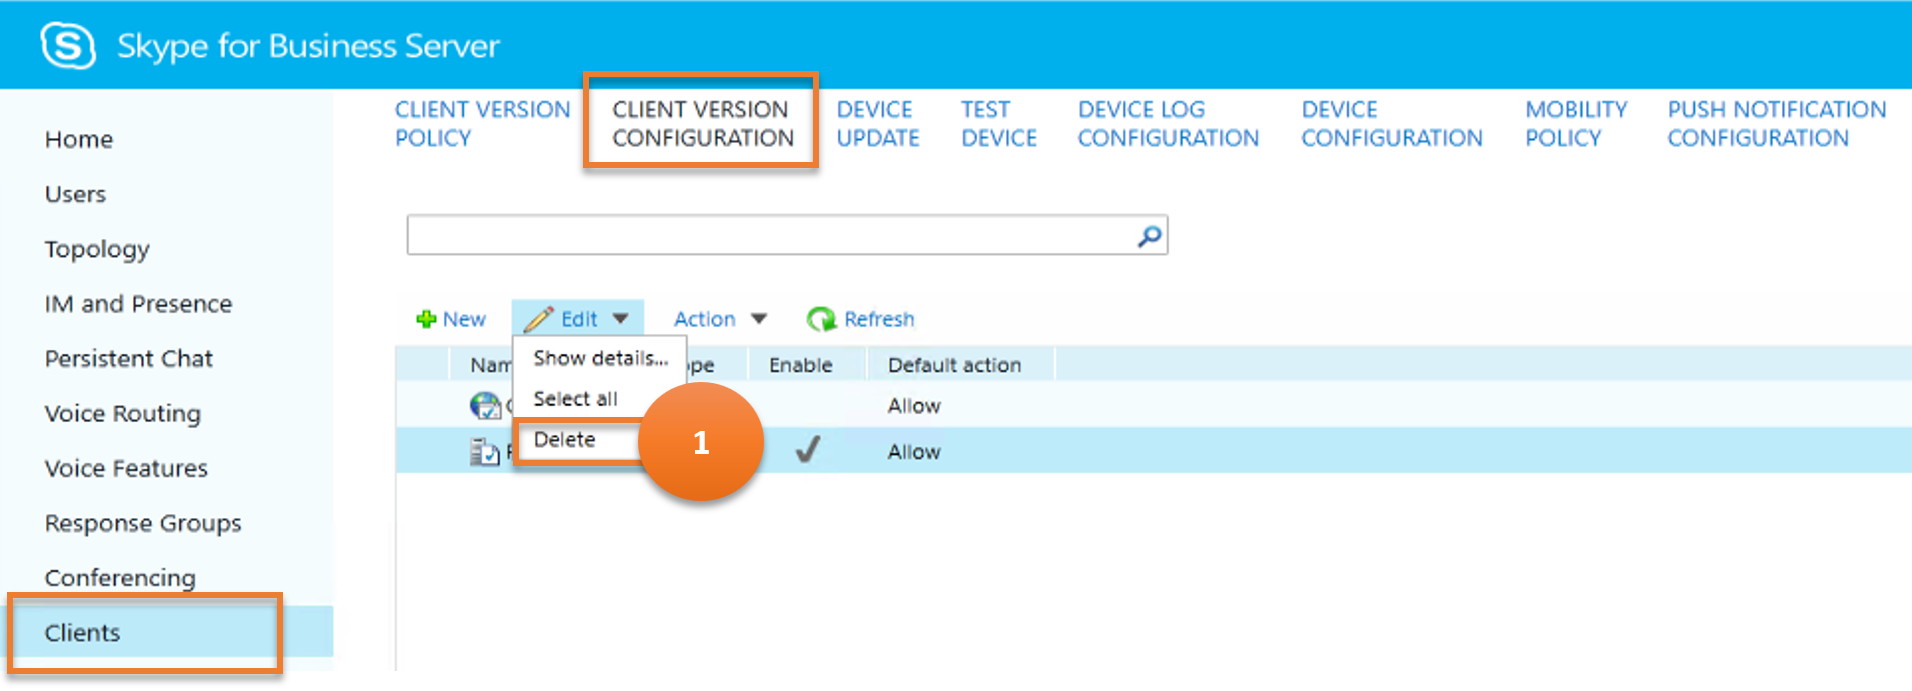 Skype for Business Server
CLIENT VERSION POLICY
CLIENT VERSION CONFIGURATION
DEVICE UPDATE
TEST DEVICE
DEVICE LOG CONFIGURATION
DEVICE CONFIGURATION
MOBILITY POLICY
PUSH NOTIFICATION CONFIGURATION
Home
Users
Topology
IM and Presence
Persistent Chat
Voice Routing
Voice Features
Response Groups
Conferencing
Clients
New
Edit
Action
Refresh
Show details...
Select all
Delete
1
Enable
Default action
Allow
Allow